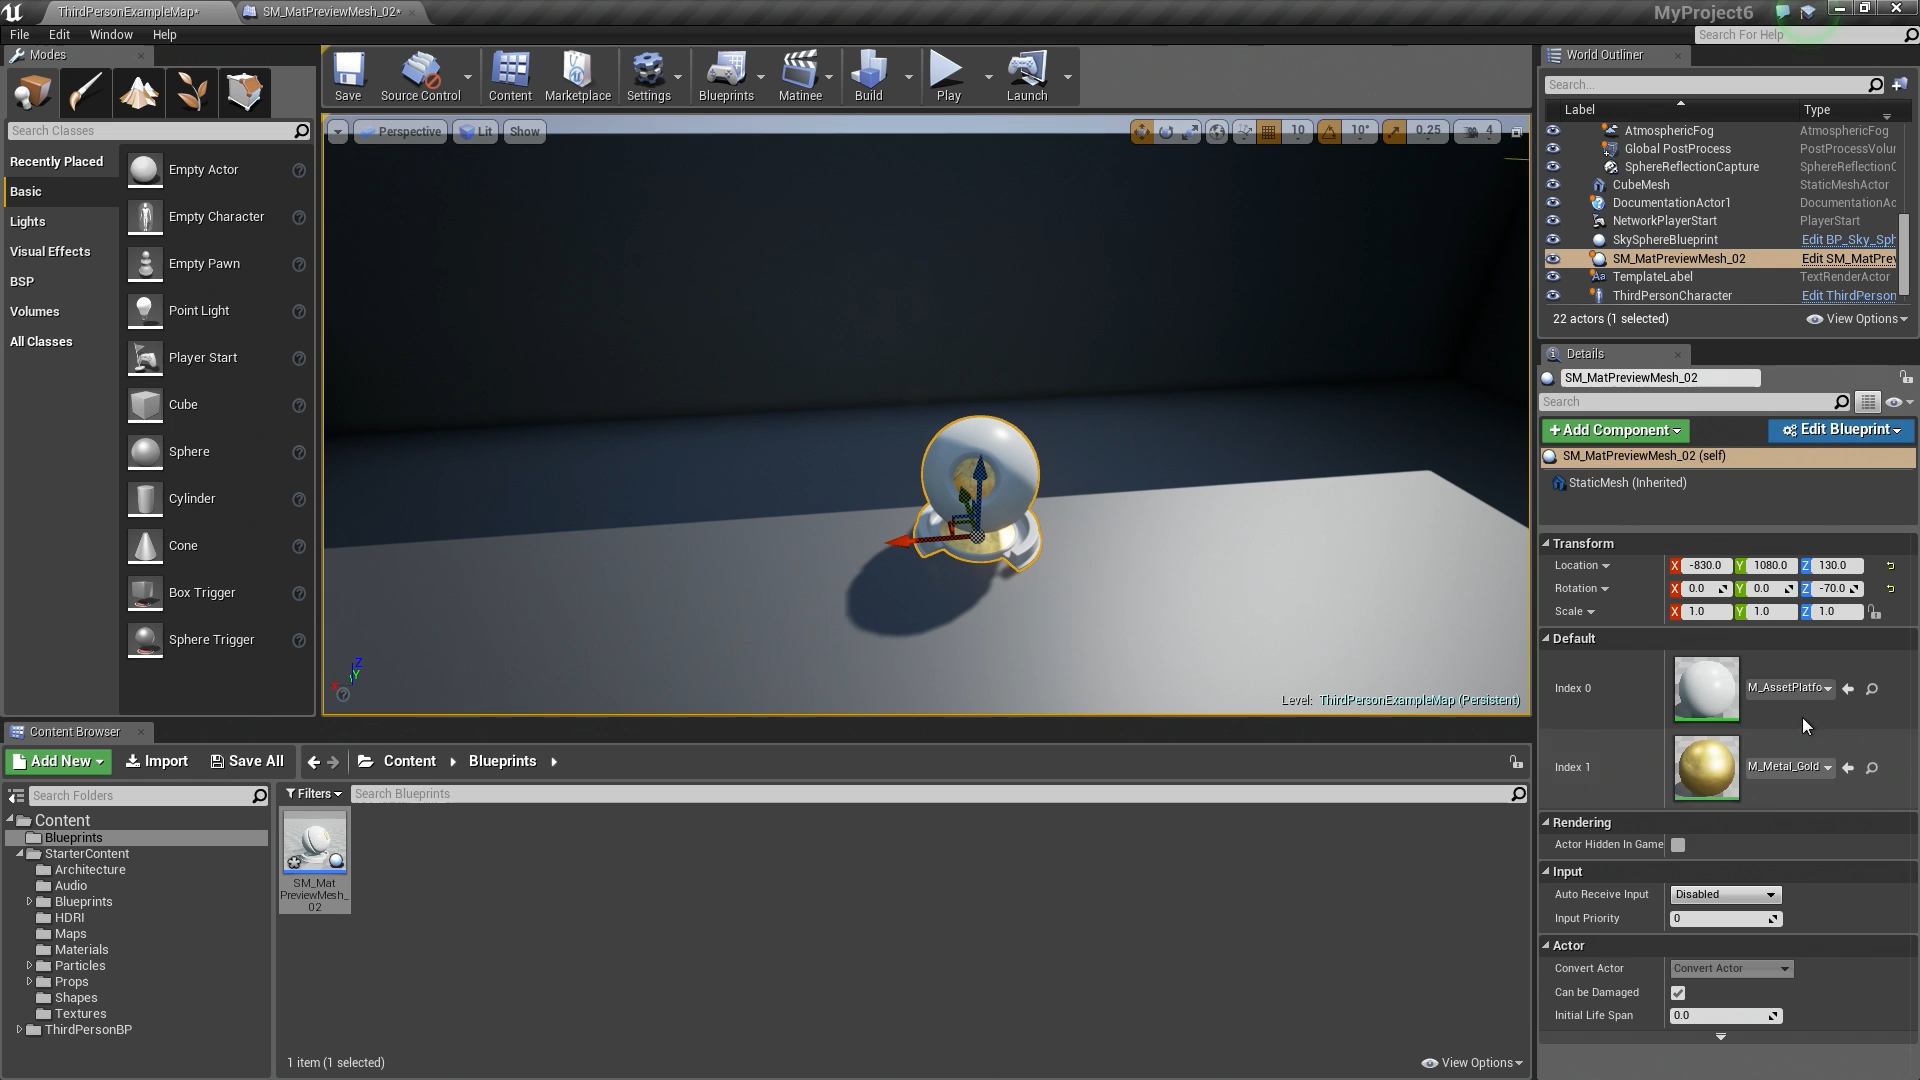 ThirdPersonExampleMap*
SM_MatPreviewMesh_02*
MyProject6
File Edit Window Help
Search For Help
Modes
Search Classes
Recently Placed
Basic
Lights
Visual Effects
BSP
Volumes
All Classes
Empty Actor
Empty Character
Empty Pawn
Point Light
Player Start
Cube
Sphere
Cylinder
Cone
Box Trigger
Sphere Trigger
Save
Source Control
Content
Marketplace
Settings
Blueprints
Matinee
Build
Play
Launch
Perspective
Lit
Show
10
10°
0.25
4
Z
Y
Level: ThirdPersonExampleMap (Persistent)
World Outliner
Search...
Label Type
AtmosphericFog AtmosphericFog
Global PostProcess PostProcessVolur
SphereReflectionCapture SphereReflectionC
CubeMesh StaticMeshActor
DocumentationActor1 DocumentationAc
NetworkPlayerStart PlayerStart
SkySphereBlueprint Edit BP_Sky_Sph
SM_MatPreviewMesh_02 Edit SM_MatPrev
TemplateLabel TextRenderActor
ThirdPersonCharacter Edit ThirdPerson
22 actors (1 selected)
View Options
Details
SM_MatPreviewMesh_02
Search
+Add Component
Edit Blueprint
SM_MatPreviewMesh_02 (self)
StaticMesh (Inherited)
Transform
Location X -830.0 Y 1080.0 Z 130.0
Rotation X 0.0 Y 0.0 Z -70.0
Scale X 1.0 Y 1.0 Z 1.0
Default
Index 0
M_AssetPlatfo
Index 1
M_Metal_Gold
Rendering
Actor Hidden In Game
Input
Auto Receive Input Disabled
Input Priority 0
Actor
Convert Actor Convert Actor
Can be Damaged
Initial Life Span 0.0
Content Browser
Add New
Import
Save All
Content
Blueprints
Search Folders
Filters
Search Blueprints
Content
Blueprints
StarterContent
Architecture
Audio
Blueprints
HDRI
Maps
Materials
Particles
Props
Shapes
Textures
ThirdPersonBP
SM_Mat
PreviewMesh_
02
1 item (1 selected)
View Options